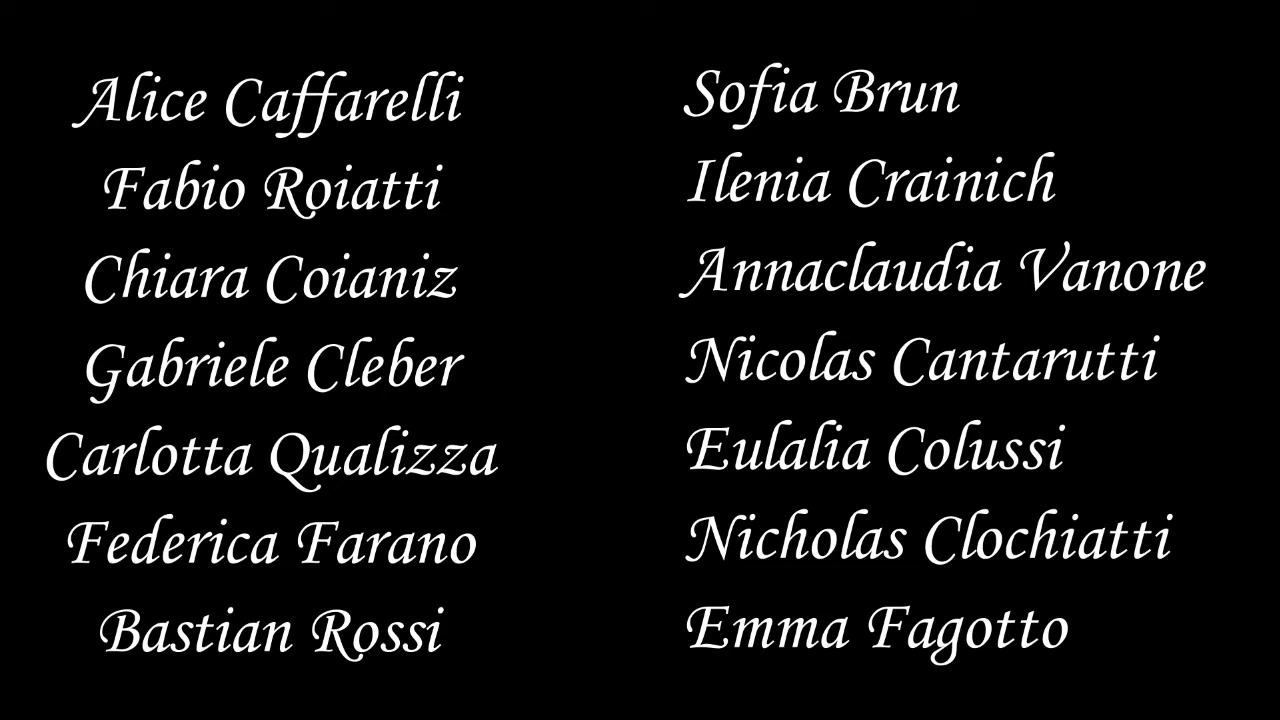 Alice Caffarelli
Fabio Roiatti
Chiara Coianiz
Gabriele Cleber
Carlotta Qualizza
Federica Farano
Bastian Rossi
Sofia Brun
Ilenia Crainich
Annaclaudia Vanone
Nicolas Cantarutti
Eulalia Colussi
Nicholas Clochiatti
Emma Fagotto